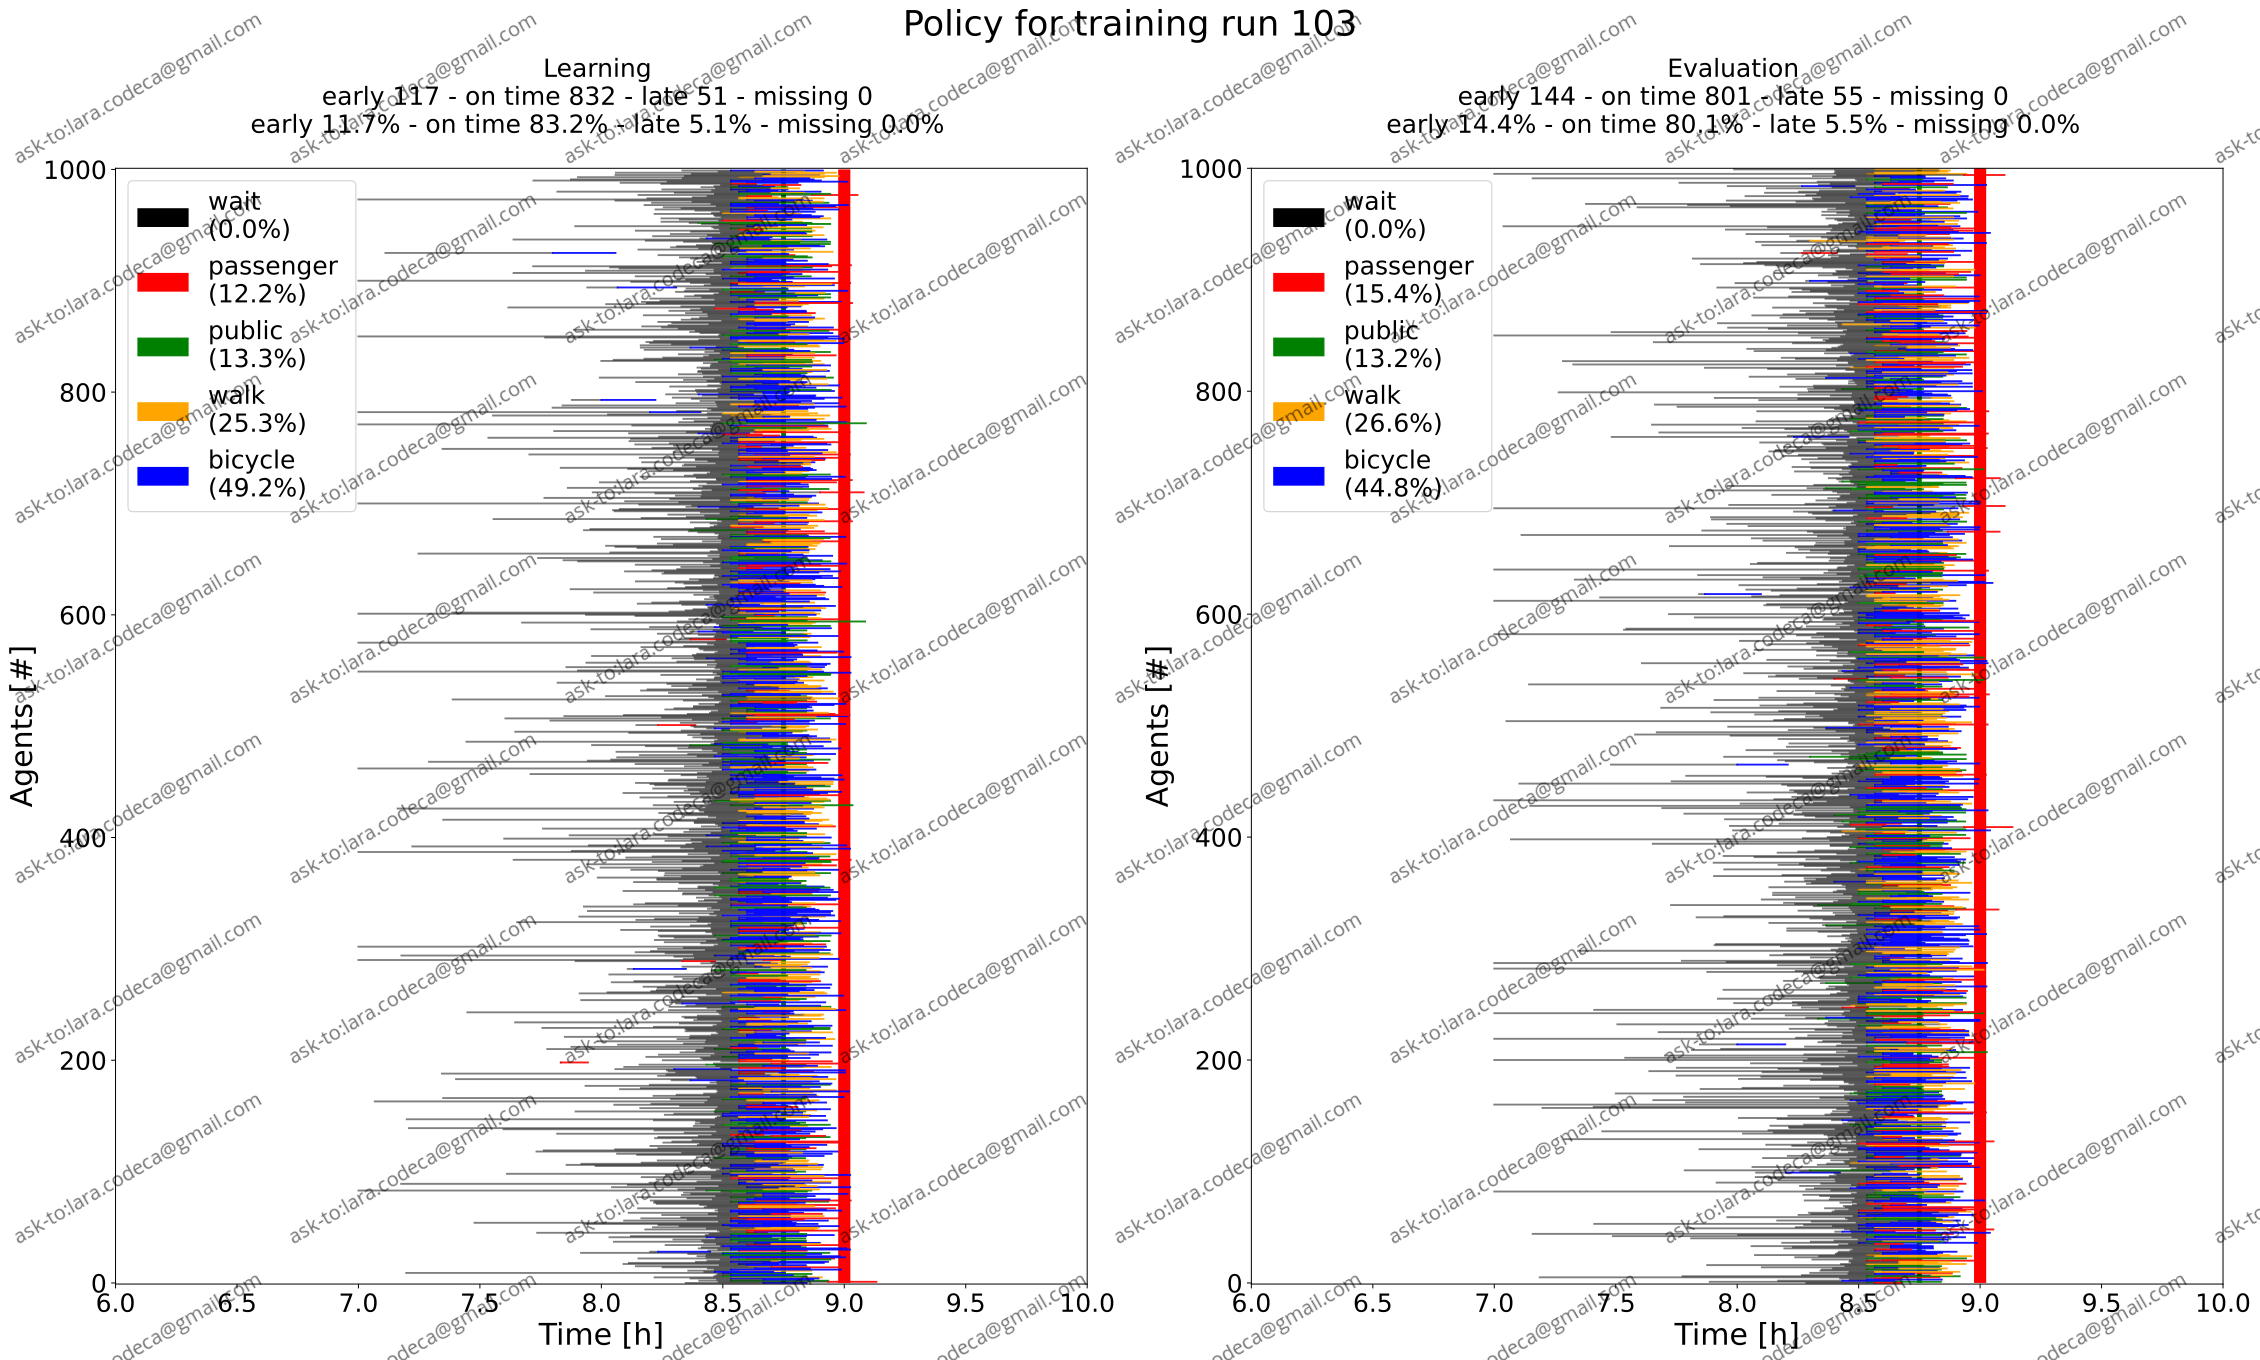 Policy for training run 103
Learning
early 117 - on time 832 - late 51 - missing 0
early 11.7% - on time 83.2% - late 5.1% - missing 0.0%
1000
800
600
400
200
0
Agents [#]
wait
(0.0%)
passenger
(12.2%)
public
(13.3%)
walk
(25.3%)
bicycle
(49.2%)
6.0 6.5 7.0 7.5 8.0 8.5 9.0 9.5 10.0
Time [h]
Evaluation
early 144 - on time 801 - late 55 - missing 0
early 14.4% - on time 80.1% - late 5.5% - missing 0.0%
1000
800
600
400
200
0
Agents [#]
wait
(0.0%)
passenger
(15.4%)
public
(13.2%)
walk
(26.6%)
bicycle
(44.8%)
6.0 6.5 7.0 7.5 8.0 8.5 9.0 9.5 10.0
Time [h]
ask-to:lara.codeca@gmail.com